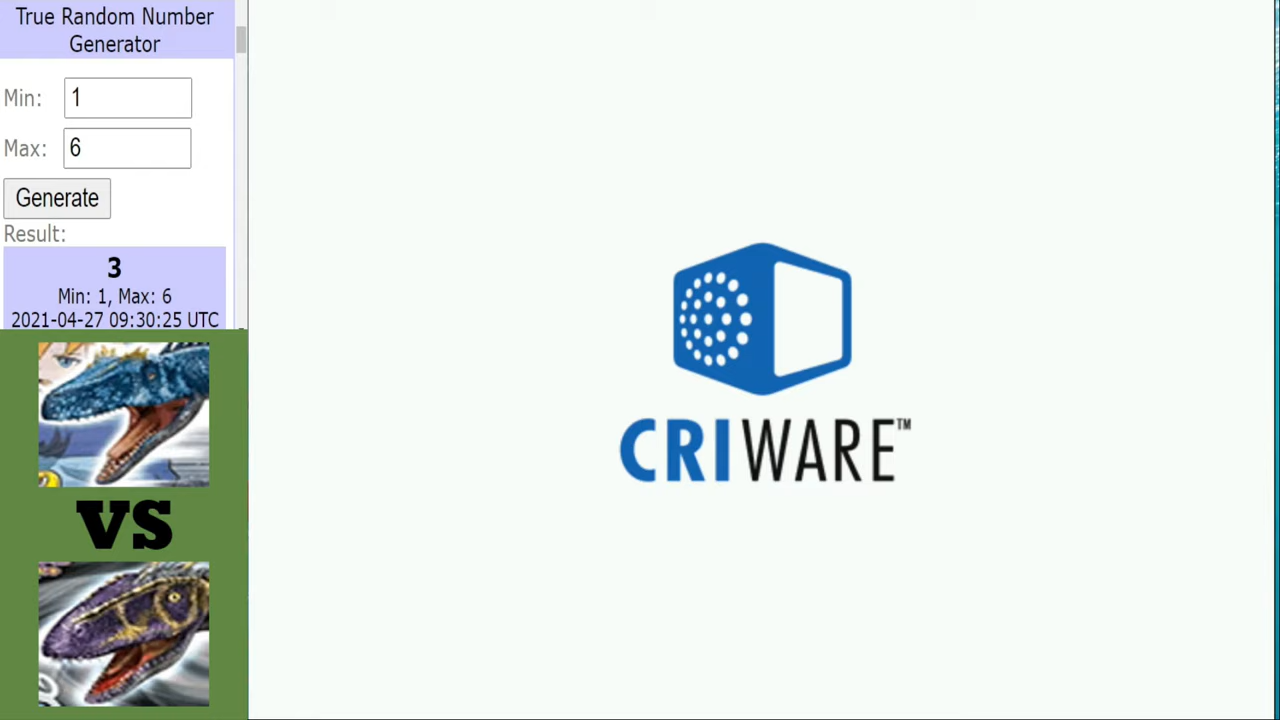 True Random Number
Generator
Min: 1
Max: 6
Generate
Result:
3
Min: 1, Max: 6
2021-04-27 09:30:25 UTC
VS
CRIWARE™